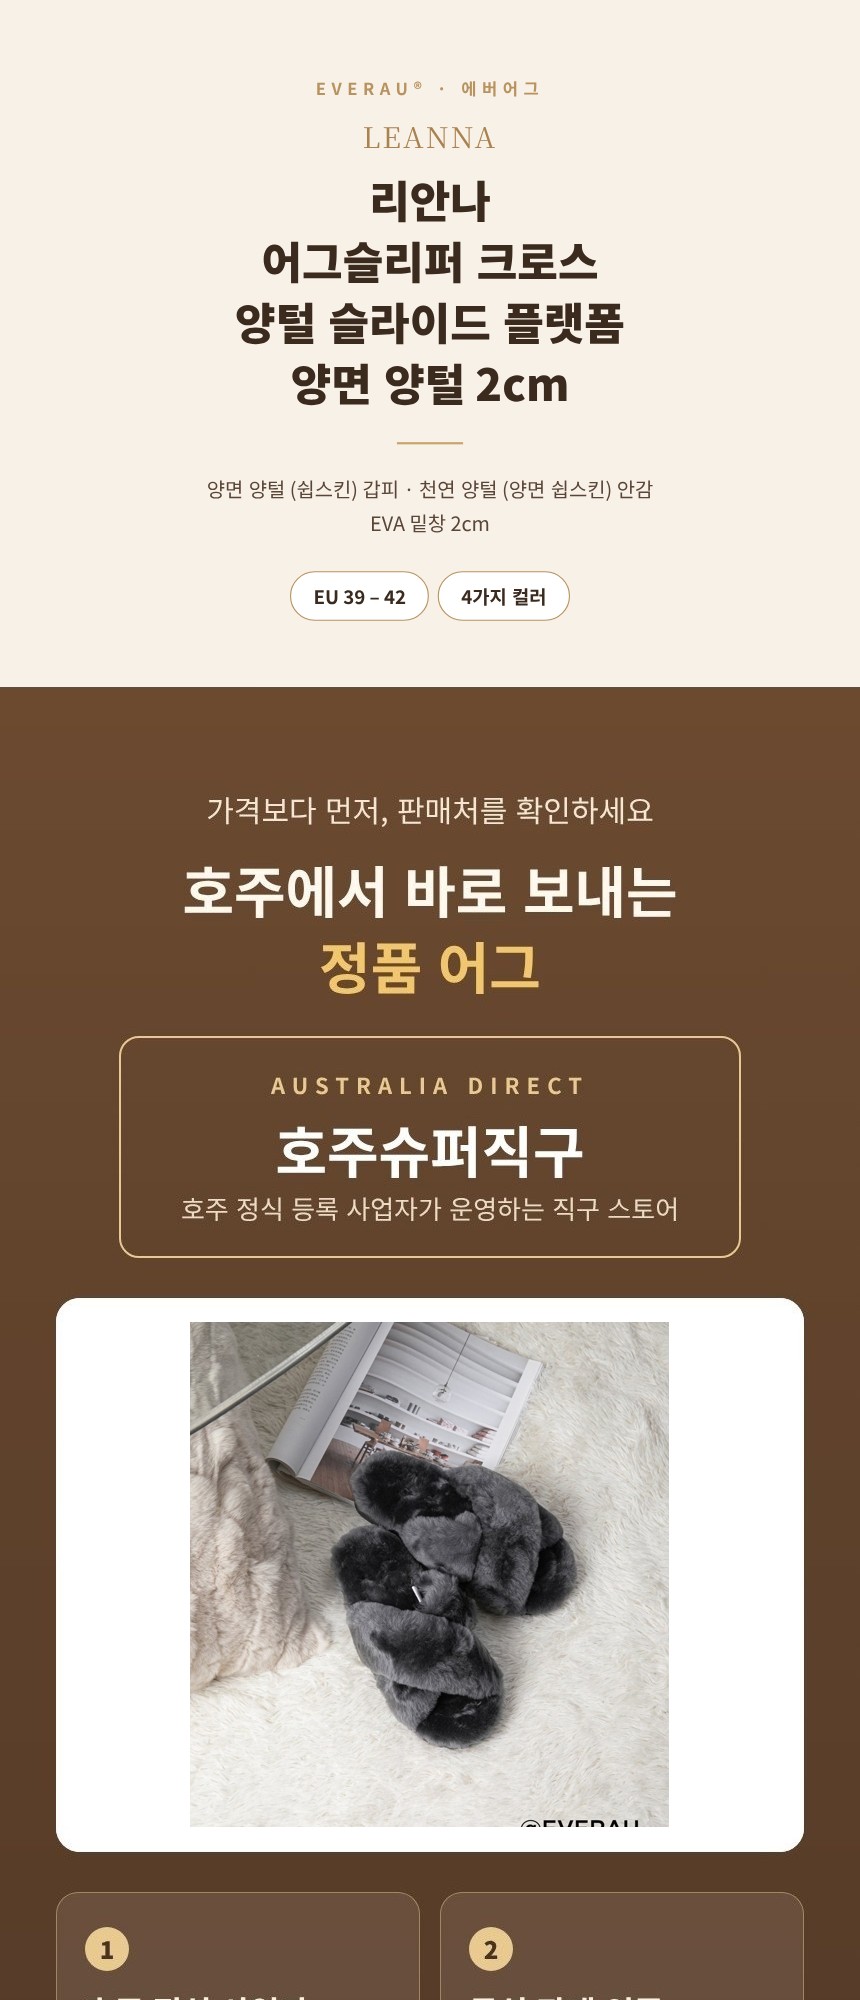 EVERAU® · 에버어그
LEANNA
리안나
어그슬리퍼 크로스
양털 슬라이드 플랫폼
양면 양털 2cm
양면 양털 (쉽스킨) 갑피 · 천연 양털 (양면 쉽스킨) 안감
EVA 밑창 2cm
EU 39 – 42
4가지 컬러
가격보다 먼저, 판매처를 확인하세요
호주에서 바로 보내는
정품 어그
AUSTRALIA DIRECT
호주슈퍼직구
호주 정식 등록 사업자가 운영하는 직구 스토어
@EVERAU
1
2